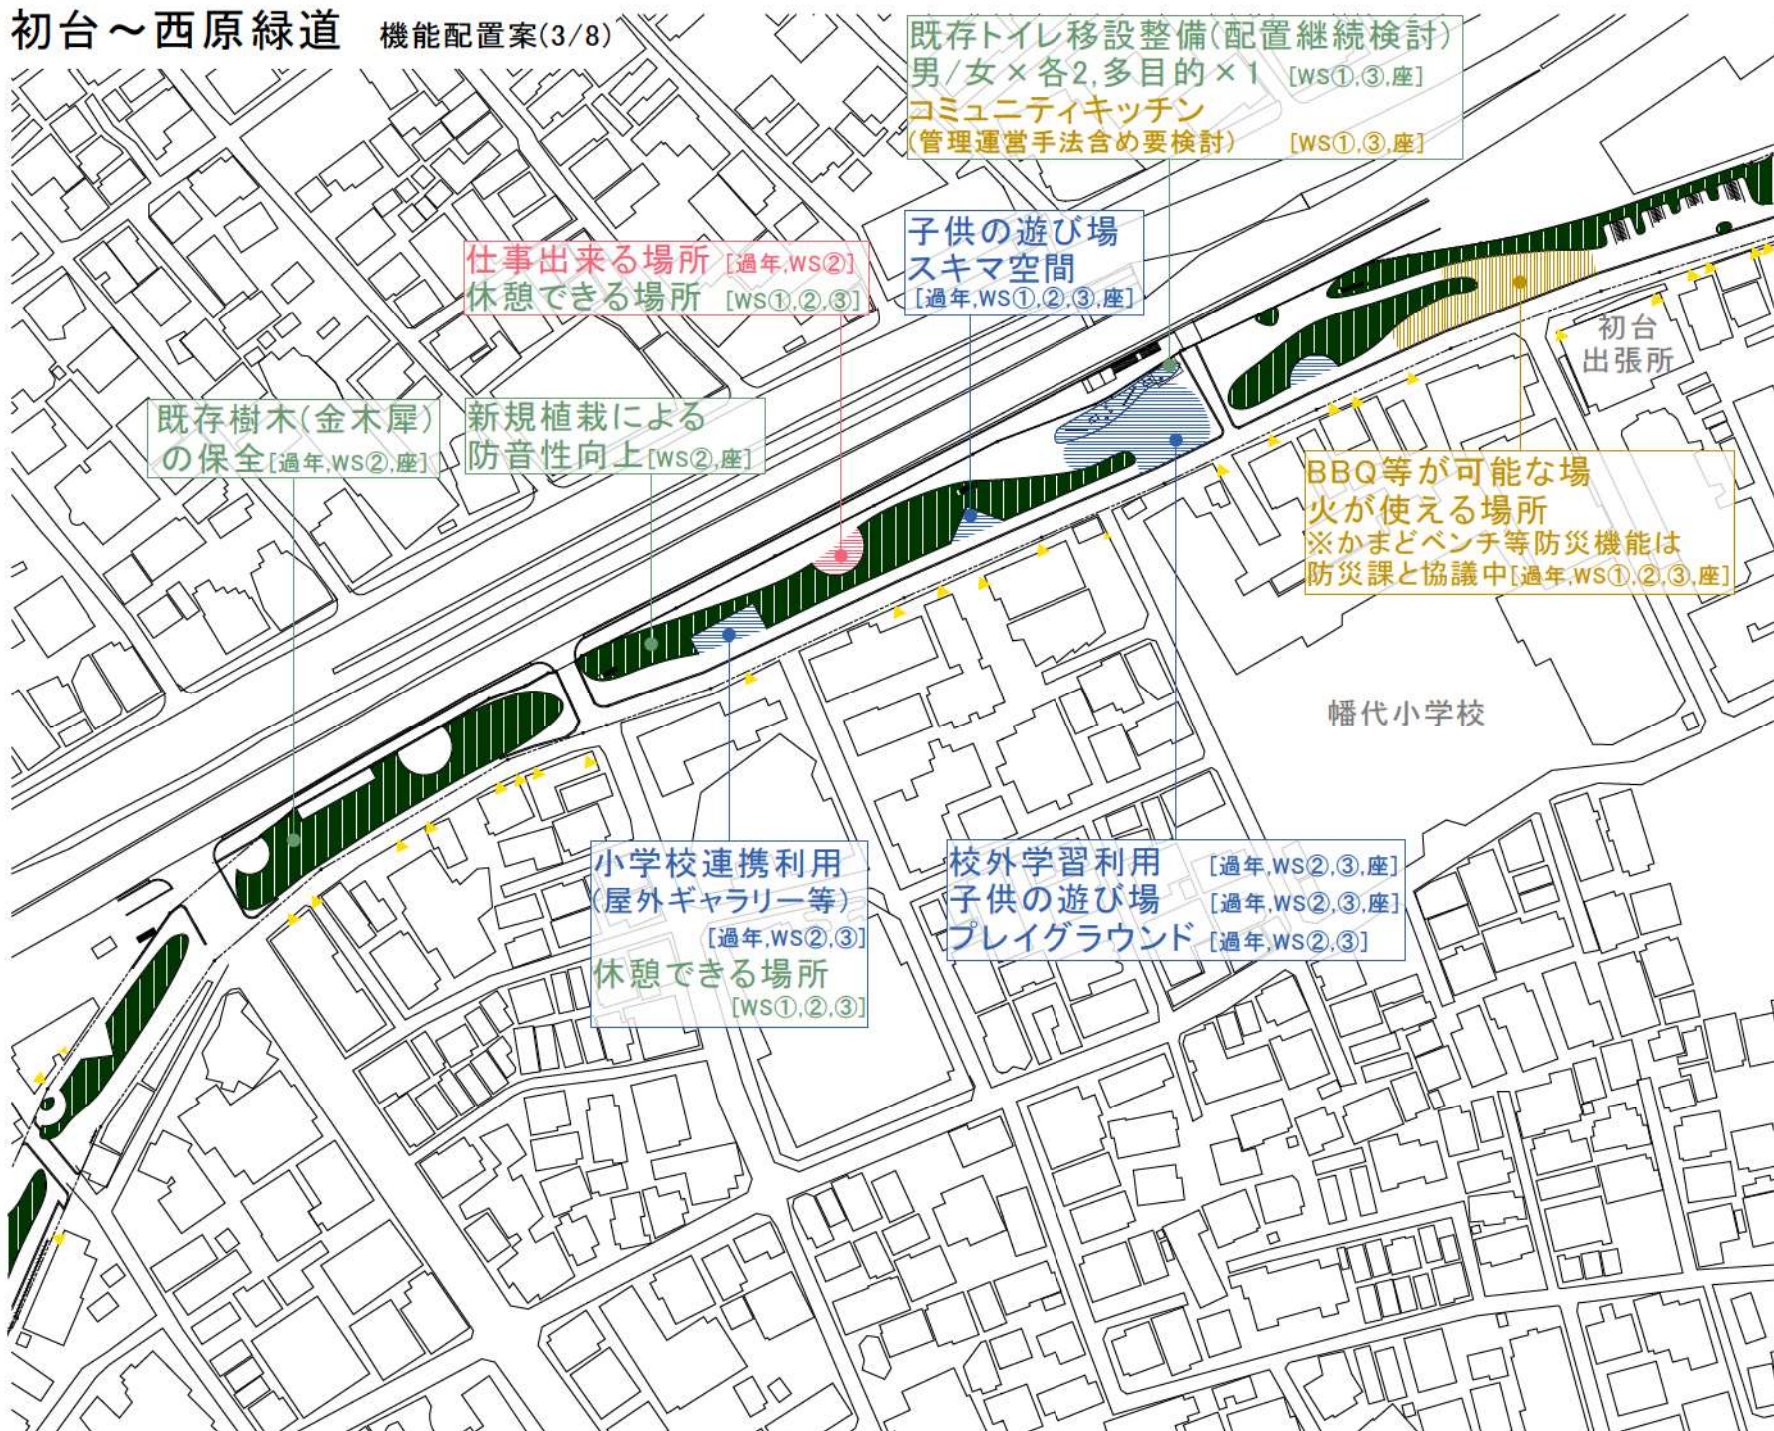 初台～西原緑道 機能配置案(3/8)
既存トイレ移設整備(配置継続検討)
男/女×各2,多目的×1 [WS①,③,座]
コミュニティキッチン
(管理運営手法含め要検討) [WS①,③,座]
子供の遊び場
スキマ空間
[過年,WS①,②,③,座]
仕事出来る場所 [過年,WS②]
休憩できる場所 [WS①,②,③]
初台
出張所
既存樹木(金木犀)
の保全[過年,WS②,座]
新規植栽による
防音性向上[WS②,座]
BBQ等が可能な場
火が使える場所
※かまどベンチ等防災機能は
防災課と協議中[過年,WS①,②,③,座]
幡代小学校
小学校連携利用
(屋外ギャラリー等)
[過年,WS②,③]
休憩できる場所
[WS①,②,③]
校外学習利用 [過年,WS②,③,座]
子供の遊び場 [過年,WS②,③,座]
プレイグラウンド [過年,WS②,③]